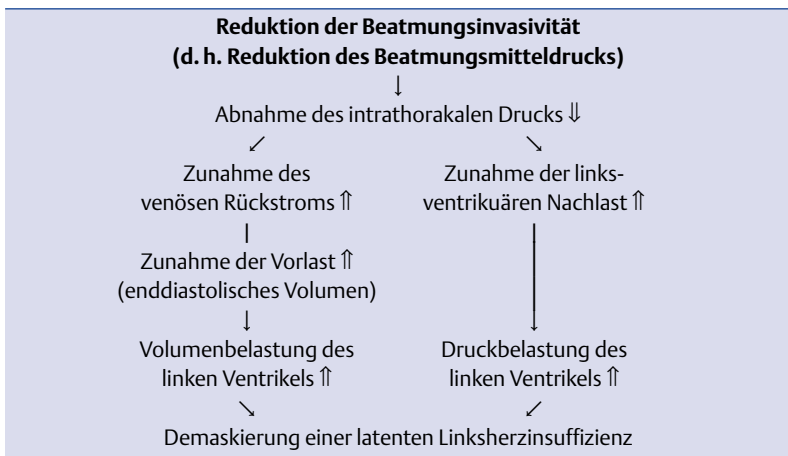 Reduktion der Beatmungsinvasivität
(d. h. Reduktion des Beatmungsmitteldrucks)
↓
Abnahme des intrathorakalen Drucks ⇓
↙ ↘
Zunahme des
venösen Rückstroms ⇑
Zunahme der links-
ventrikuären Nachlast ⇑
Zunahme der Vorlast ⇑
(enddiastolisches Volumen)
↓ ↓
Volumenbelastung des
linken Ventrikels ⇑
Druckbelastung des
linken Ventrikels ⇑
↘ ↙
Demaskierung einer latenten Linksherzinsuffizienz